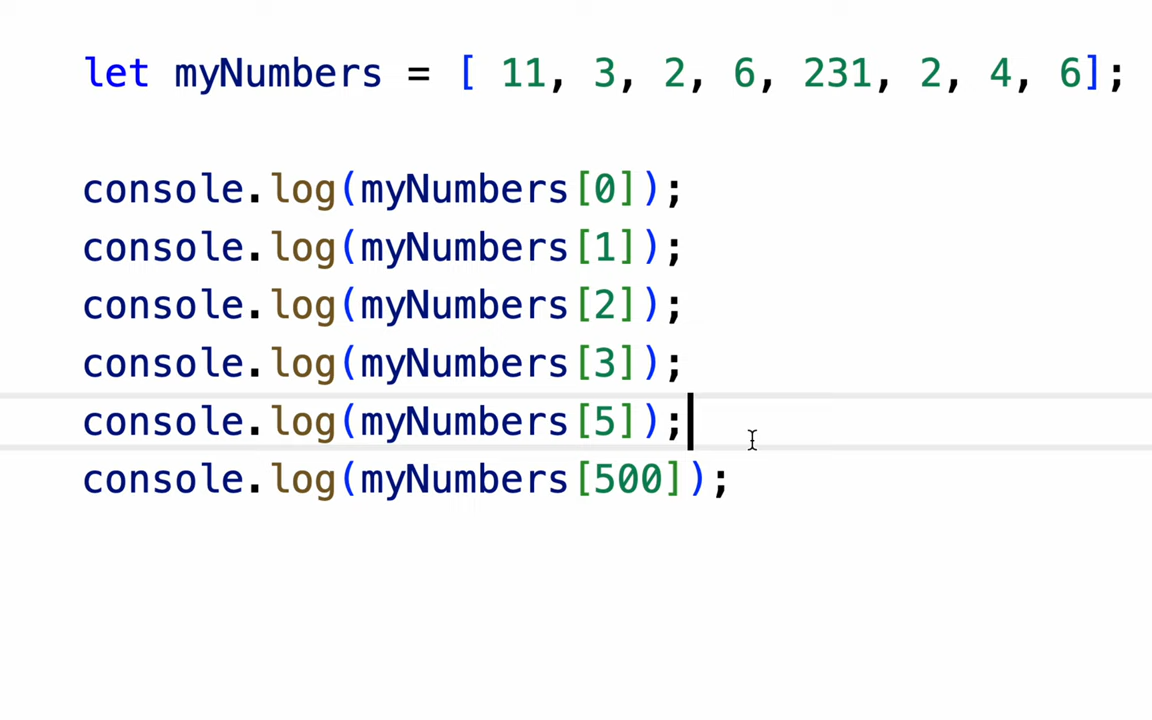 let myNumbers = [ 11, 3, 2, 6, 231, 2, 4, 6];
console.log(myNumbers[0]);
console.log(myNumbers[1]);
console.log(myNumbers[2]);
console.log(myNumbers[3]);
console.log(myNumbers[5]);
console.log(myNumbers[500]);